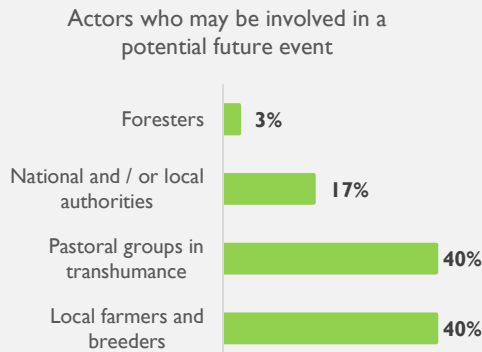 Actors who may be involved in a
potential future event
Foresters
3%
National and / or local
authorities
17%
Pastoral groups in
transhumance
40%
Local farmers and
breeders
40%